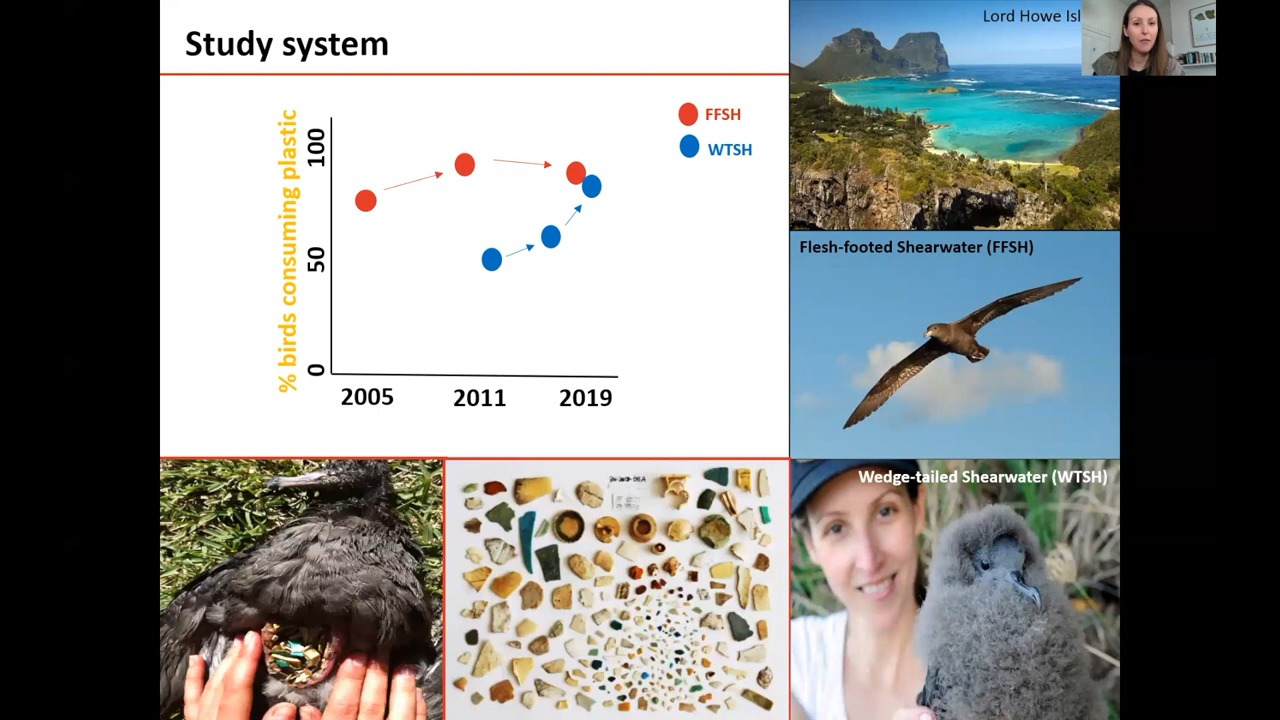 Study system
% birds consuming plastic
100
50
0
2005 2011 2019
FFSH
WTSH
Lord Howe Isl
Flesh-footed Shearwater (FFSH)
Wedge-tailed Shearwater (WTSH)